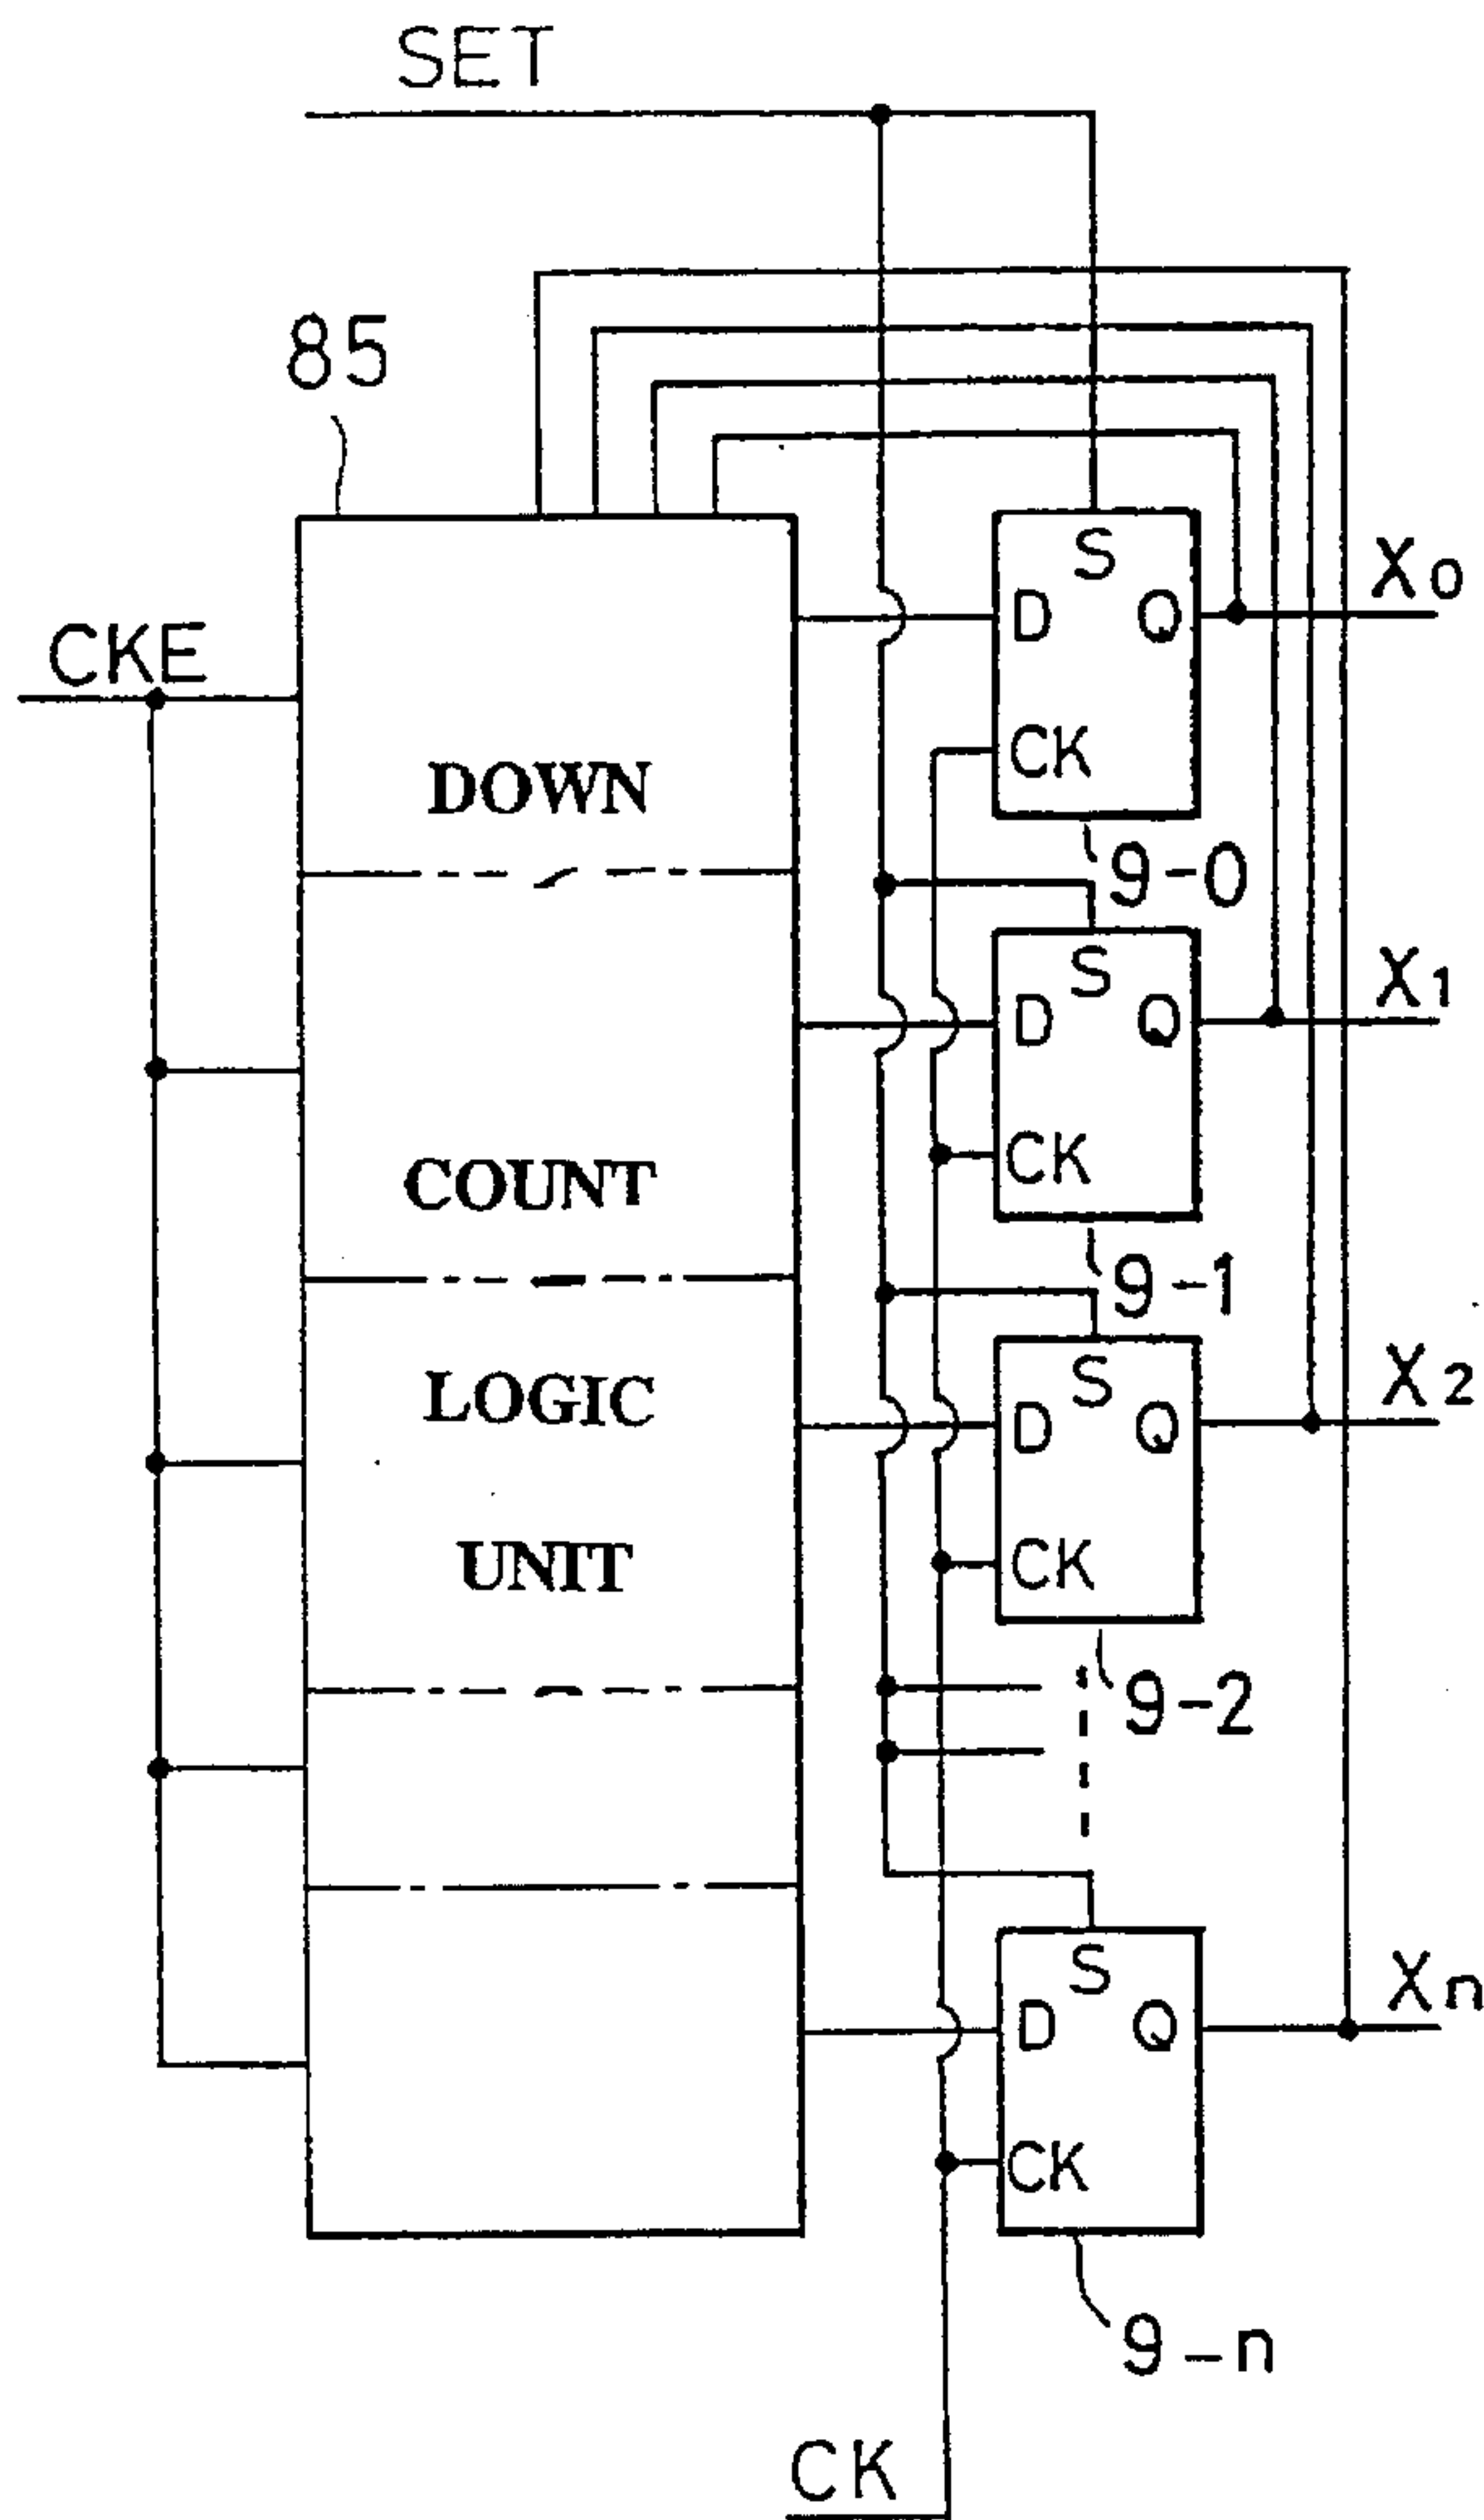 SET
85
S
X0
D Q
CKE
CK
DOWN
9-0
S
X1
D Q
COUNT
CK
9-1
S
X2
LOGIC
D Q
UNIT
CK
9-2
S
Xn
D Q
CK
9-n
CK